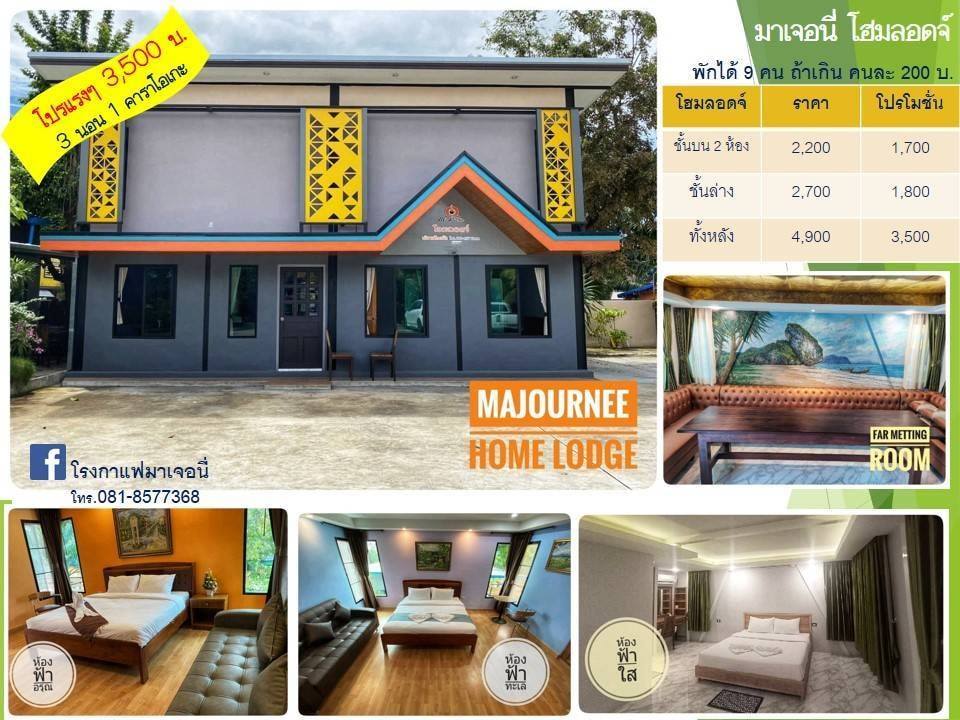 โปรแรงๆ 3,500 บ.
3 นอน 1 คาราโอเกะ
มาเจอนี่ โฮมลอดจ์
พักได้ 9 คน ถ้าเกิน คนละ 200 บ.
โฮมลอดจ์ ราคา โปรโมชั่น
ชั้นบน 2 ห้อง 2,200 1,700
ชั้นล่าง 2,700 1,800
ทั้งหลัง 4,900 3,500
โฮมลอดจ์
MAJOURNEE
HOME LODGE
FAR METTING
ROOM
f โรงกาแฟมาเจอนี่
โทร.081-8577368
ห้อง
ฟ้า
อรุณ
ห้อง
ฟ้า
ทะเล
ห้อง
ฟ้า
ใส